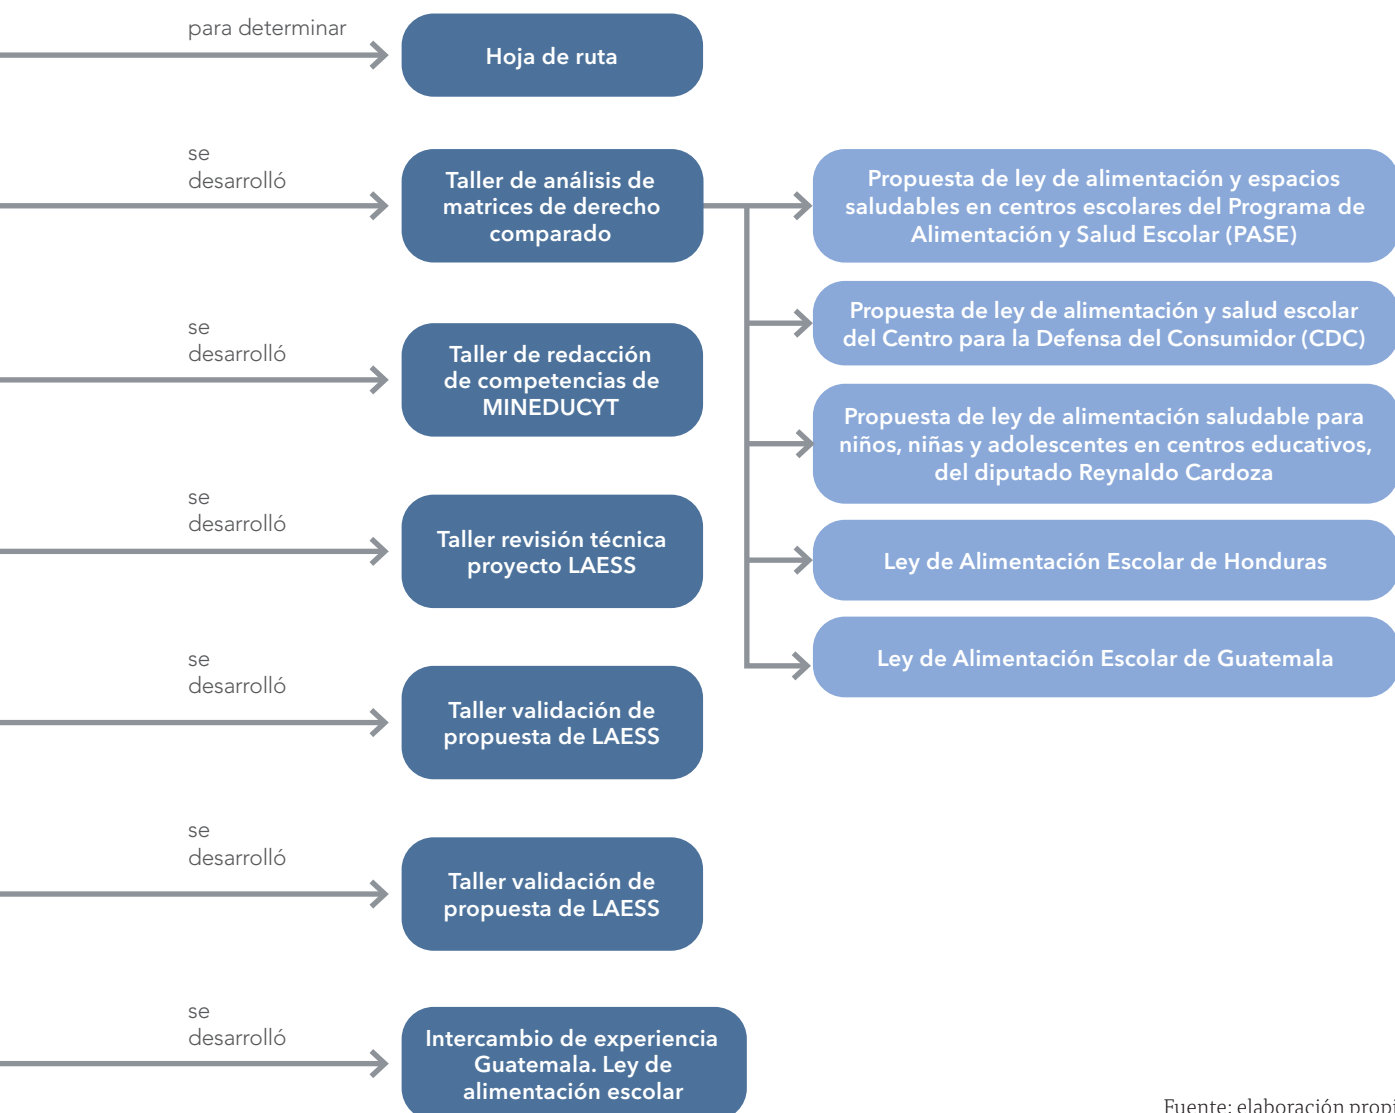 para determinar
Hoja de ruta
se
desarrolló
Taller de análisis de
matrices de derecho
comparado
Propuesta de ley de alimentación y espacios
saludables en centros escolares del Programa de
Alimentación y Salud Escolar (PASE)
Propuesta de ley de alimentación y salud escolar
del Centro para la Defensa del Consumidor (CDC)
Propuesta de ley de alimentación saludable para
niños, niñas y adolescentes en centros educativos,
del diputado Reynaldo Cardoza
Ley de Alimentación Escolar de Honduras
Ley de Alimentación Escolar de Guatemala
se
desarrolló
Taller de redacción
de competencias de
MINEDUCYT
se
desarrolló
Taller revisión técnica
proyecto LAESS
se
desarrolló
Taller validación de
propuesta de LAESS
se
desarrolló
Taller validación de
propuesta de LAESS
se
desarrolló
Intercambio de experiencia
Guatemala. Ley de
alimentación escolar
Fuente: elaboración propi